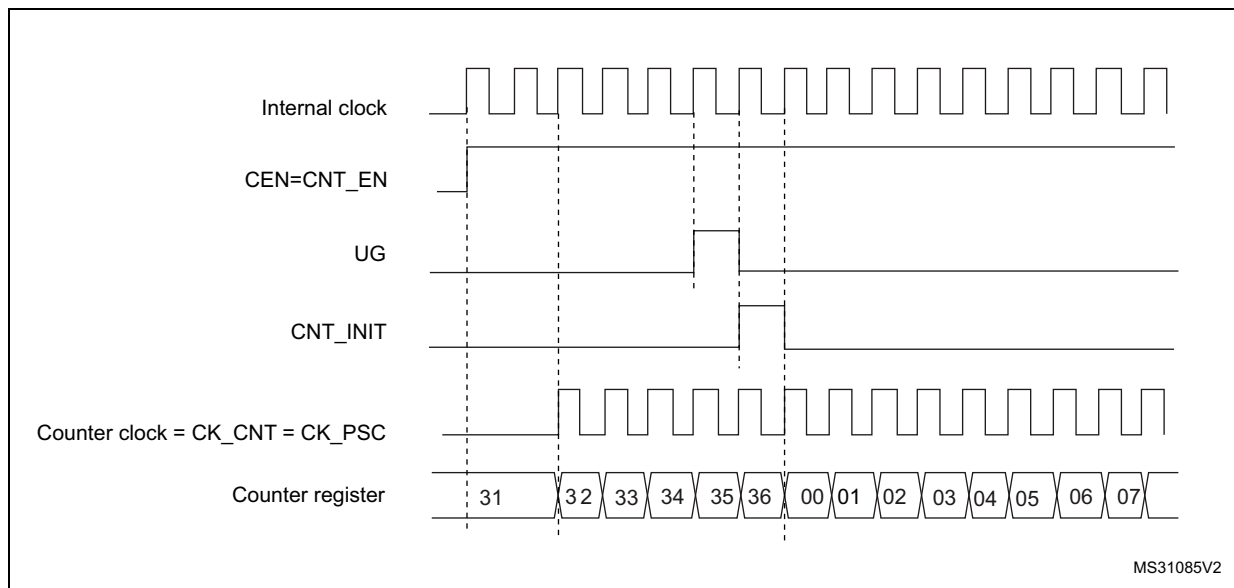 Internal clock
CEN=CNT_EN
UG
CNT_INIT
Counter clock = CK_CNT = CK_PSC
Counter register 31 32 33 34 35 36 00 01 02 03 04 05 06 07
MS31085V2